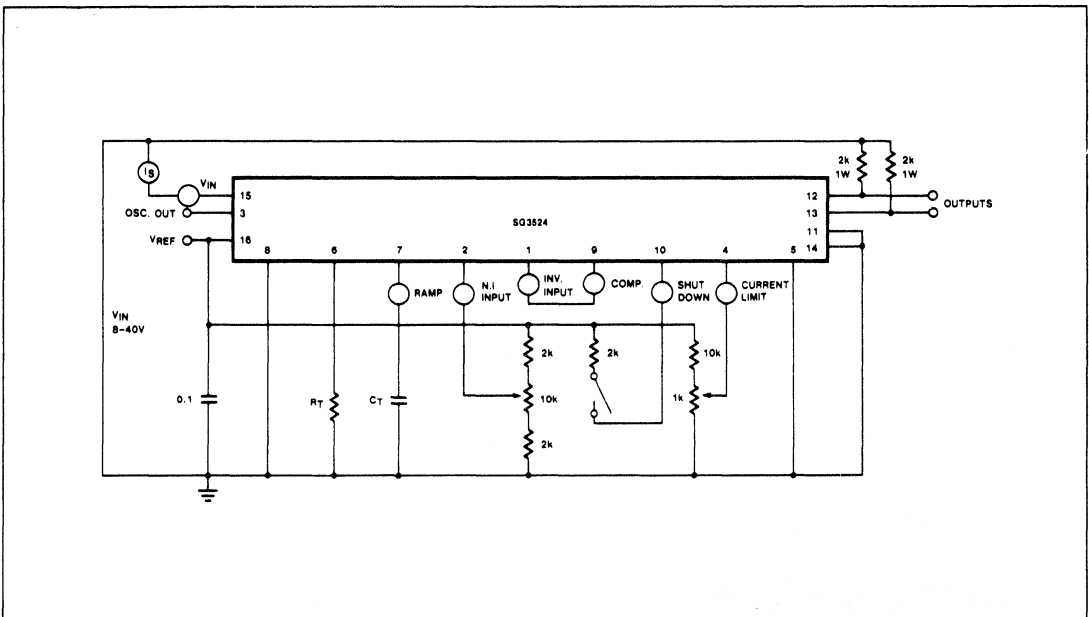 2k
1W
2k
1W
IS
VIN
15
12
OUTPUTS
OSC. OUT
3
SG3524
13
11
VREF
16
8
6
7
2
1
9
10
4
5
14
RAMP
N.I
INPUT
INV.
INPUT
COMP.
SHUT
DOWN
CURRENT
LIMIT
VIN
8-40V
2k
2k
10k
0.1
RT
CT
10k
1k
2k